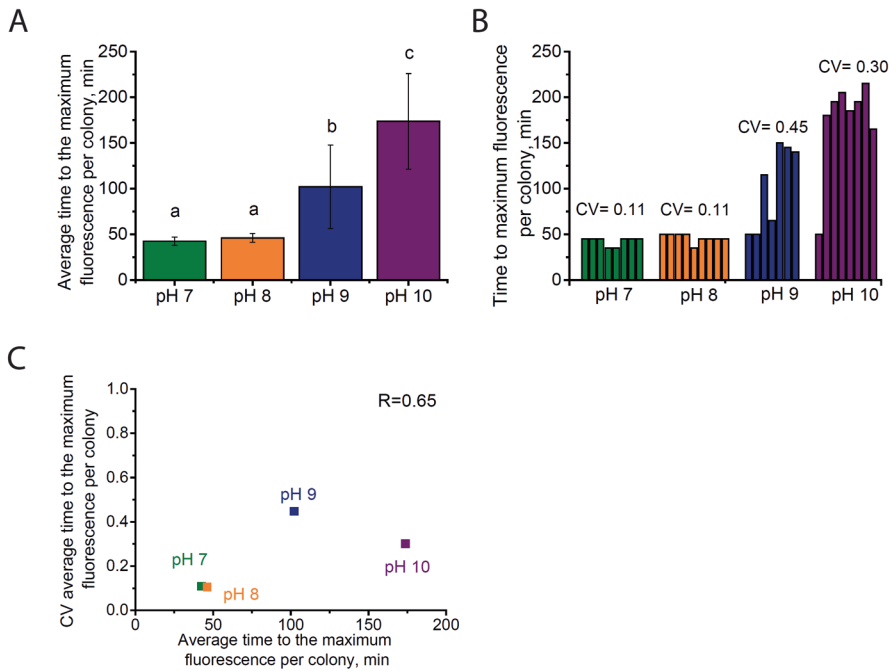 A
Average time to the maximum
fluorescence per colony, min
250
200
150
100
50
0
a
a
b
c
pH 7
pH 8
pH 9
pH 10
B
Time to maximum fluorescence
per colony, min
250
200
150
100
50
0
CV= 0.11
CV= 0.11
CV= 0.45
CV= 0.30
pH 7
pH 8
pH 9
pH 10
C
CV average time to the maximum
fluorescence per colony
1.0
0.8
0.6
0.4
0.2
0.0
R=0.65
pH 7
pH 8
pH 9
pH 10
0
50
100
150
200
Average time to the maximum
fluorescence per colony, min